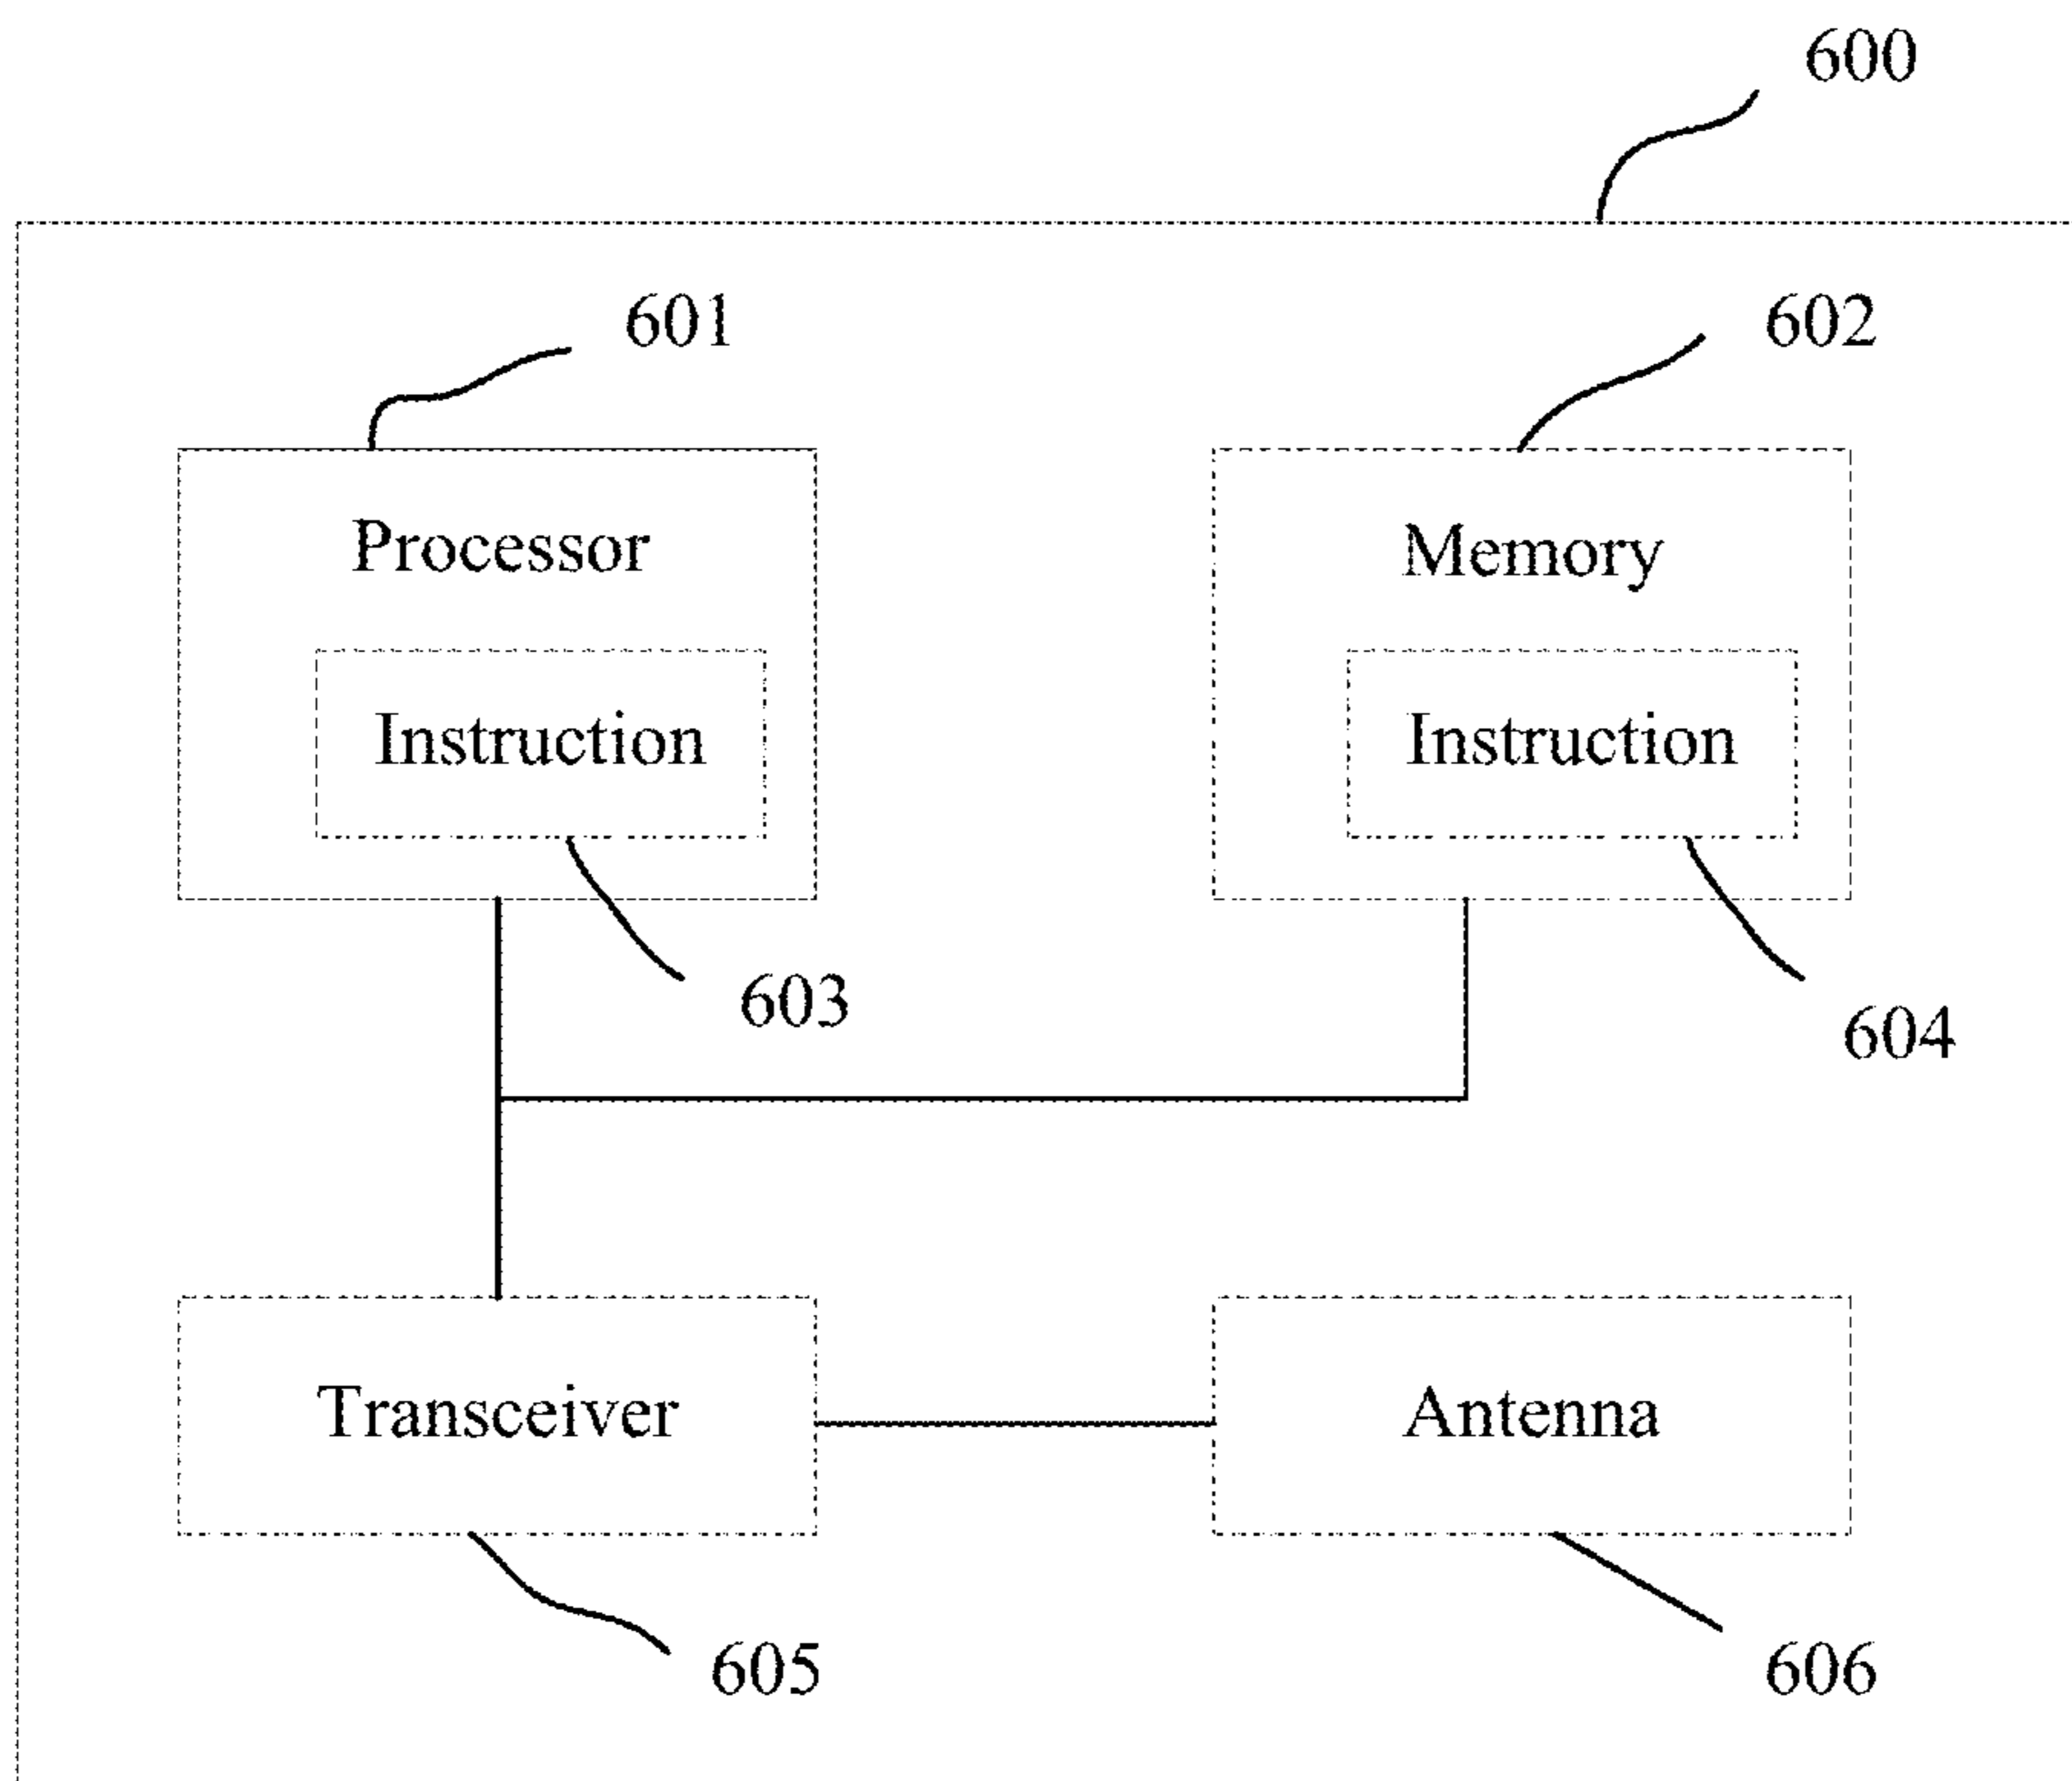 600
601
602
Processor
Memory
Instruction
Instruction
603
604
Transceiver
Antenna
605
606